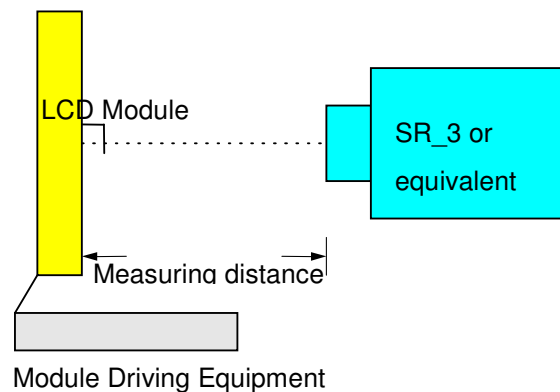 LCD Module
SR_3 or
equivalent
Measuring distance
Module Driving Equipment